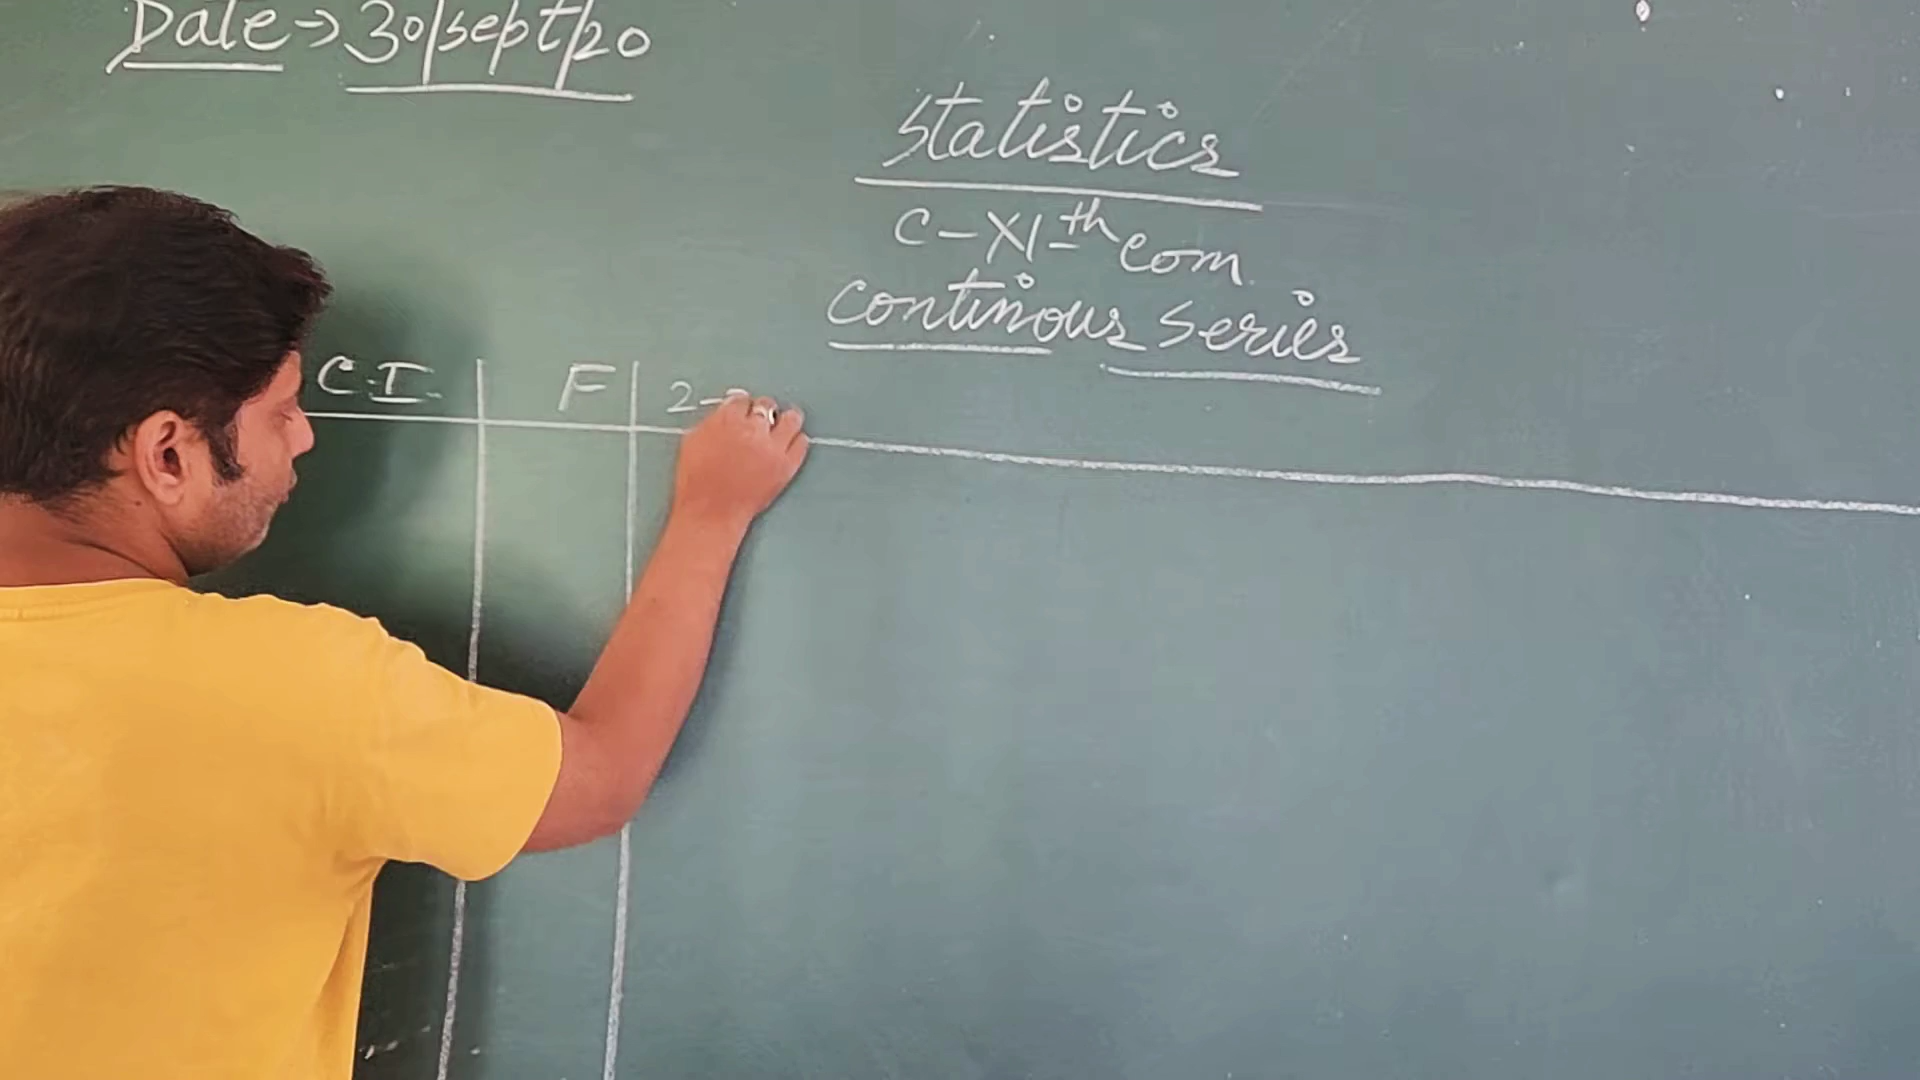 Date → 30/sept/20
Statistics
C-XI-th com.
Continous Series
C.I. F 2-